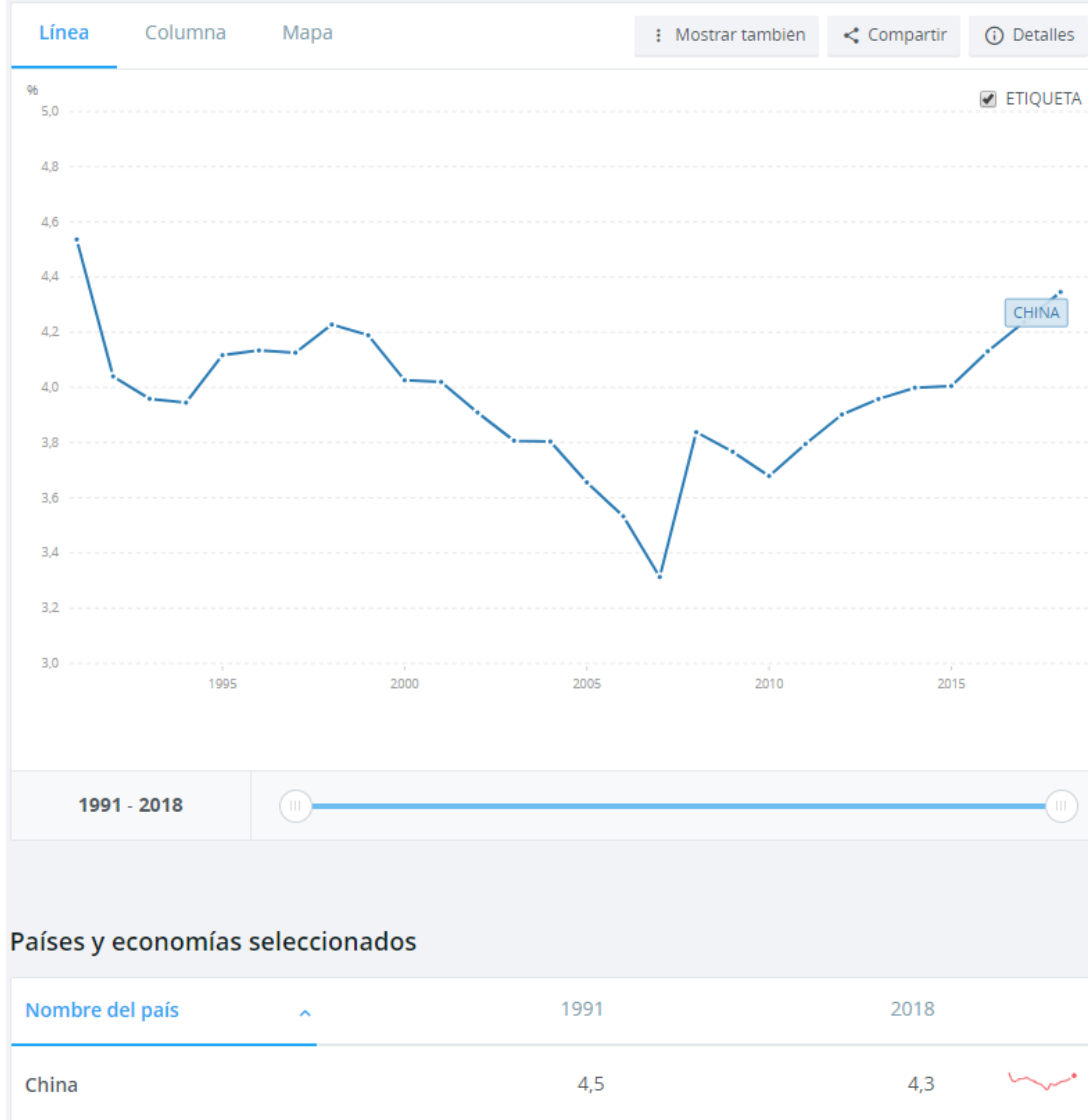 Línea Columna Mapa Mostrar también Compartir Detalles
% ETIQUETA
5,0
4,8
4,6
4,4
CHINA
4,2
4,0
3,8
3,6
3,4
3,2
3,0
1995 2000 2005 2010 2015
1991 - 2018
Países y economías seleccionados
Nombre del país 1991 2018
China 4,5 4,3